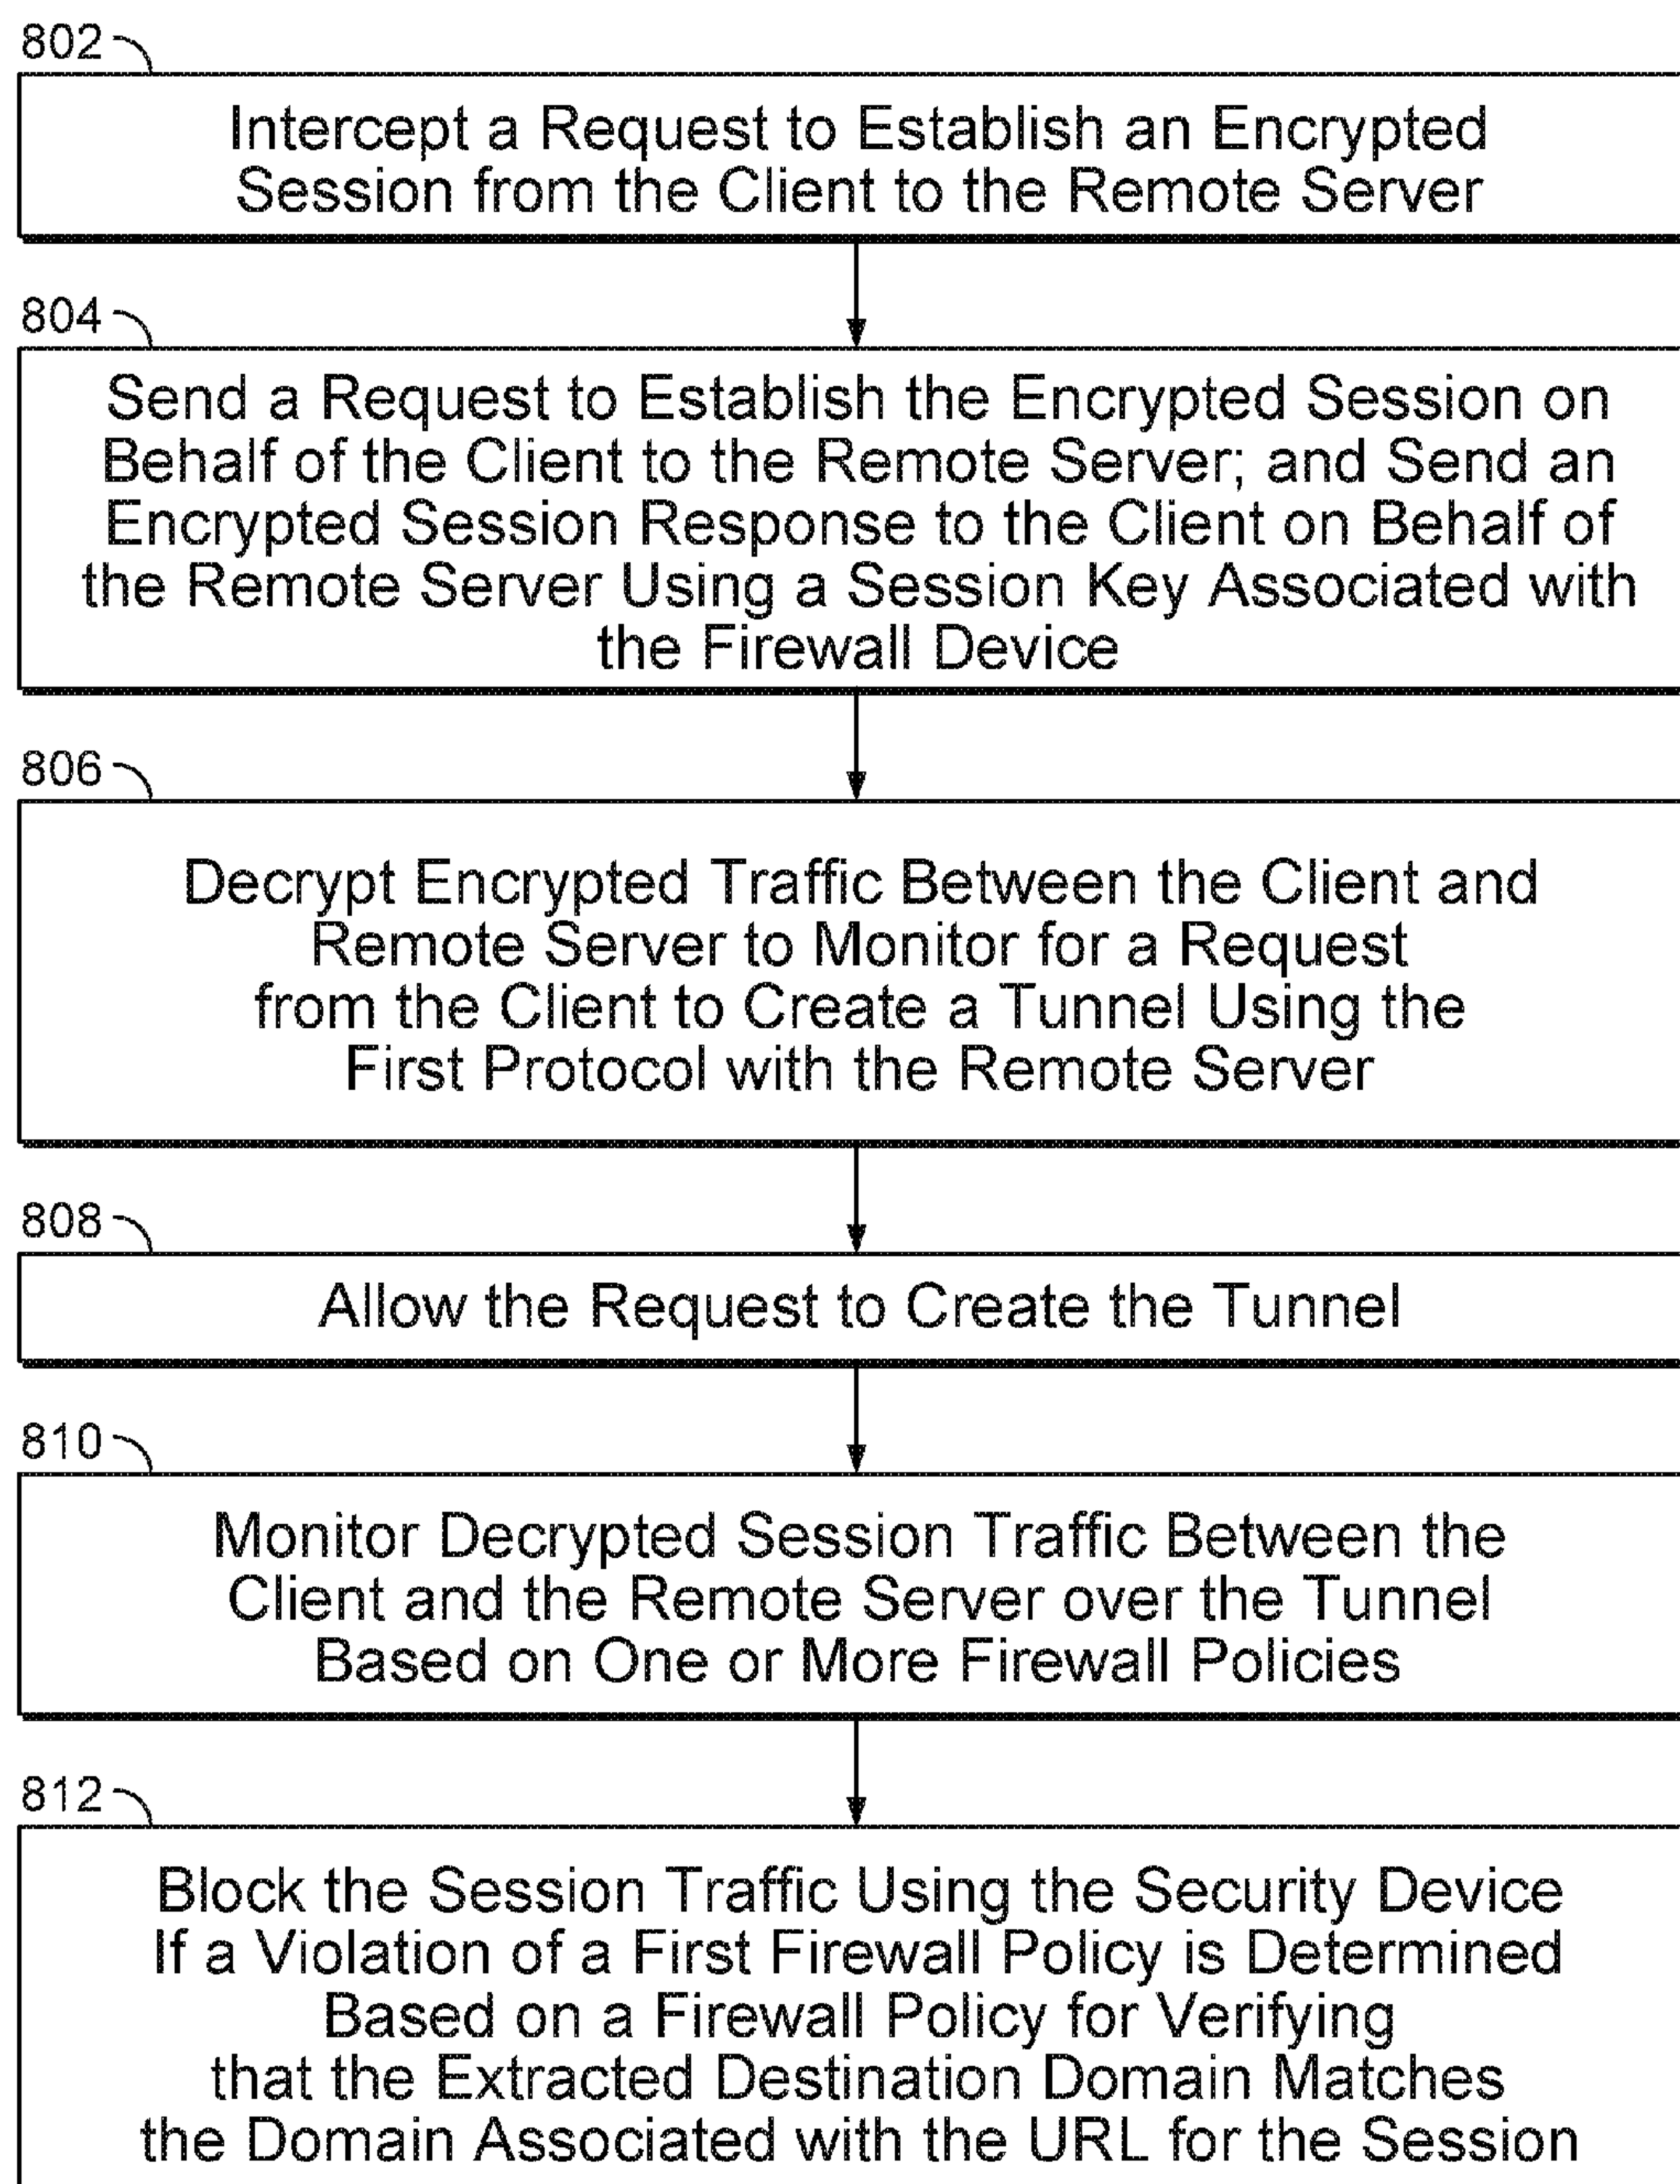 802
Intercept a Request to Establish an Encrypted
Session from the Client to the Remote Server
804
Send a Request to Establish the Encrypted Session on
Behalf of the Client to the Remote Server; and Send an
Encrypted Session Response to the Client on Behalf of
the Remote Server Using a Session Key Associated with
the Firewall Device
806
Decrypt Encrypted Traffic Between the Client and
Remote Server to Monitor for a Request
from the Client to Create a Tunnel Using the
First Protocol with the Remote Server
808
Allow the Request to Create the Tunnel
810
Monitor Decrypted Session Traffic Between the
Client and the Remote Server over the Tunnel
Based on One or More Firewall Policies
812
Block the Session Traffic Using the Security Device
If a Violation of a First Firewall Policy is Determined
Based on a Firewall Policy for Verifying
that the Extracted Destination Domain Matches
the Domain Associated with the URL for the Session